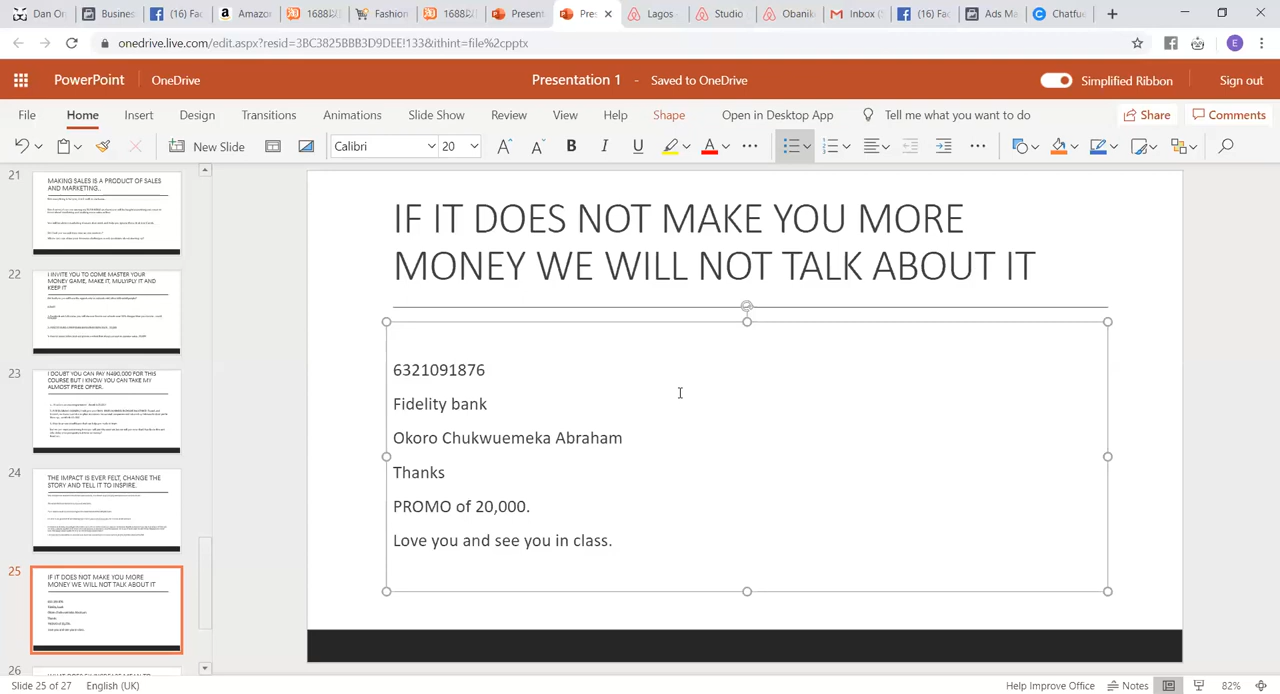 Dan Or
Busines
(16) Fac
Amazor
1688
Fashion
1688
Present
Pres
Lagos
Studio
Obanik
Inbox (
(16) Fac
Ads Ma
Chatfue
onedrive.live.com/edit.aspx?resid=3BC3825BBB3D9DEE!133&ithint=file%2cpptx
E
PowerPoint
OneDrive
Presentation 1 - Saved to OneDrive
Simplified Ribbon
Sign out
File
Home
Insert
Design
Transitions
Animations
Slide Show
Review
View
Help
Shape
Open in Desktop App
Tell me what you want to do
Share
Comments
New Slide
Calibri
20
21
MAKING SALES IS A PRODUCT OF SALES
AND MARKETING..
22
I INVITE YOU TO COME MASTER YOUR
MONEY GAME, MAKE IT, MULYIPLY IT AND
KEEP IT
23
I DOUBT YOU CAN PAY N490,000 FOR THIS
COURSE BUT I KNOW YOU CAN TAKE MY
ALMOST FREE OFFER.
24
THE IMPACT IS EVER FELT, CHANGE THE
STORY AND TELL IT TO INSPIRE.
25
IF IT DOES NOT MAKE YOU MORE
MONEY WE WILL NOT TALK ABOUT IT
26
IF IT DOES NOT MAKE YOU MORE
MONEY WE WILL NOT TALK ABOUT IT
6321091876
Fidelity bank
Okoro Chukwuemeka Abraham
Thanks
PROMO of 20,000.
Love you and see you in class.
Slide 25 of 27
English (UK)
Help Improve Office
Notes
82%